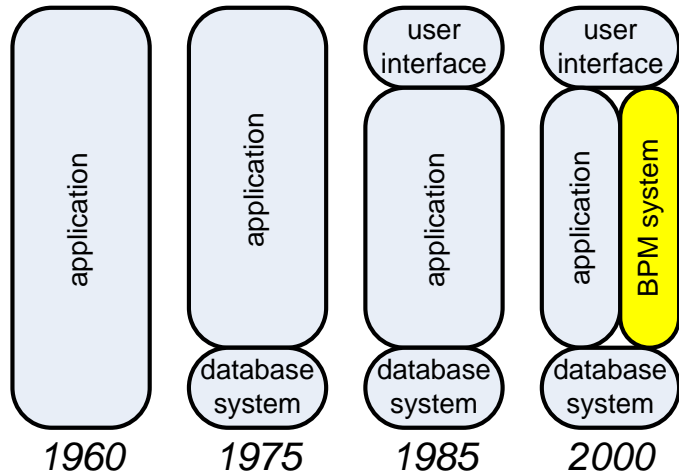 application
1960
application
database
system
1975
user
interface
application
database
system
1985
user
interface
application
BPM system
database
system
2000